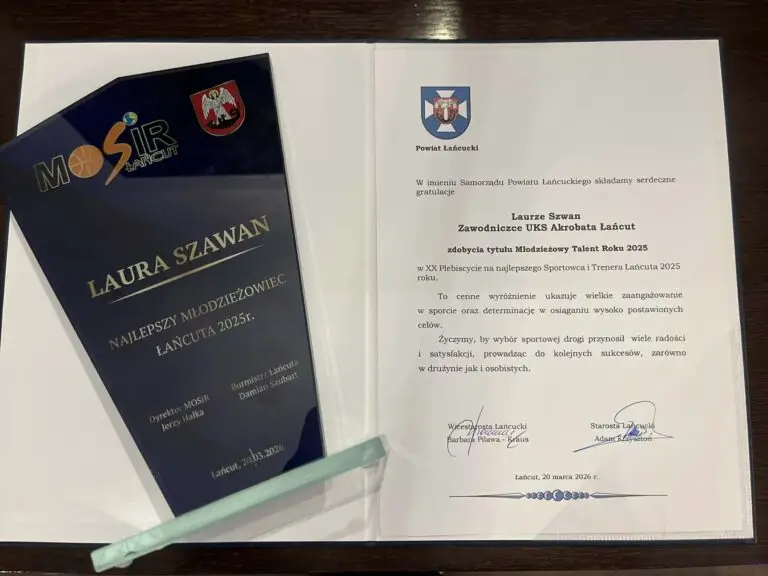 MOSiR
ŁAŃCUT
LAURA SZAWAN
NAJLEPSZY MŁODZIEŻOWIEC
ŁAŃCUTA 2025r.
Dyrektor MOSiR
Jerzy Hałka
Burmistrz Łańcuta
Damian Szubart
Łańcut, 20.03.2026
Powiat Łańcucki
W imieniu Samorządu Powiatu Łańcuckiego składamy serdeczne
gratulacje
Laurze Szwan
Zawodniczce UKS Akrobata Łańcut
zdobycia tytułu Młodzieżowy Talent Roku 2025
w XX Plebiscycie na najlepszego Sportowca i Trenera Łańcuta 2025
roku.
To cenne wyróżnienie ukazuje wielkie zaangażowanie
w sporcie oraz determinację w osiąganiu wysoko postawionych
celów.
Życzymy, by wybór sportowej drogi przynosił wiele radości
i satysfakcji, prowadząc do kolejnych sukcesów, zarówno
w drużynie jak i osobistych.
Wicestarosta Łańcucki
Barbara Pilawa - Kraus
Starosta Łańcucki
Adam Krzysztoń
Łańcut, 20 marca 2026 r.